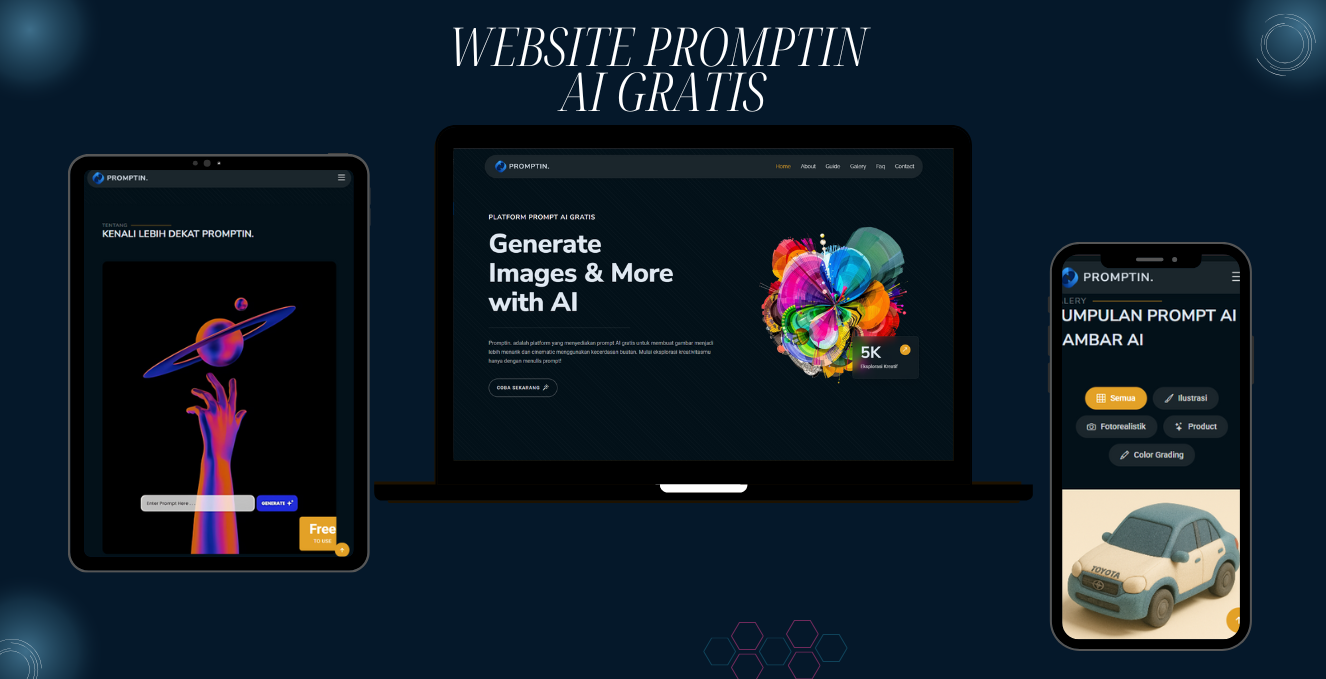 WEBSITE PROMPTIN
AI GRATIS
PROMPTIN.
TENTANG
KENALI LEBIH DEKAT PROMPTIN.
Enter Prompt Here....
GENERATE
Free
TO USE
PROMPTIN.
Home About Guide Galery Faq Contact
PLATFORM PROMPT AI GRATIS
Generate
Images & More
with AI
Promptin. adalah platform yang menyediakan prompt AI gratis untuk membuat gambar menjadi
lebih menarik dan cinematic menggunakan kecerdasan buatan. Mulai eksplorasi kreativitasmu
hanya dengan menulis prompt!
COBA SEKARANG
5K
Eksplorasi Kreatif
PROMPTIN.
LERY
UMPULAN PROMPT AI
AMBAR AI
Semua
Ilustrasi
Fotorealistik
Product
Color Grading
TOYOTA